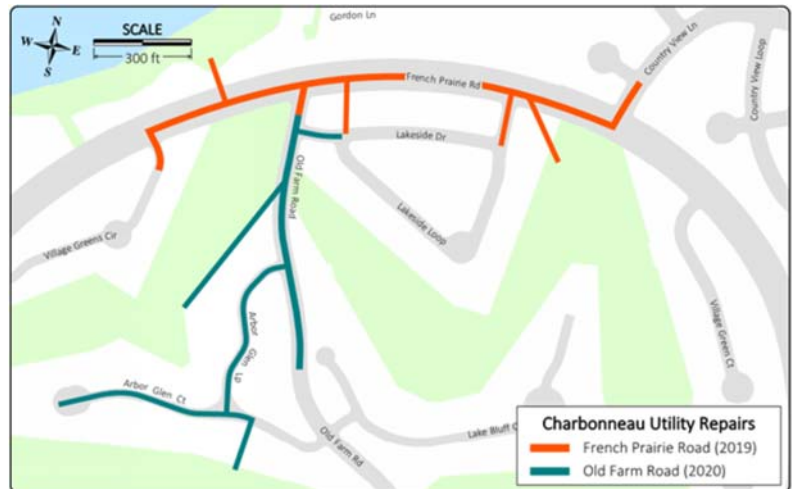 N
W E
S
SCALE
300 ft
Gordon Ln
Country View Ln
Country View Loop
French Prairie Rd
Lakeside Dr
Old Farm Road
Lakeside Loop
Village Greens Cir
Village Green Ct
Arbor Glen Lp
Arbor Glen Ct
Old Farm Rd
Lake Bluff
Charbonneau Utility Repairs
French Prairie Road (2019)
Old Farm Road (2020)